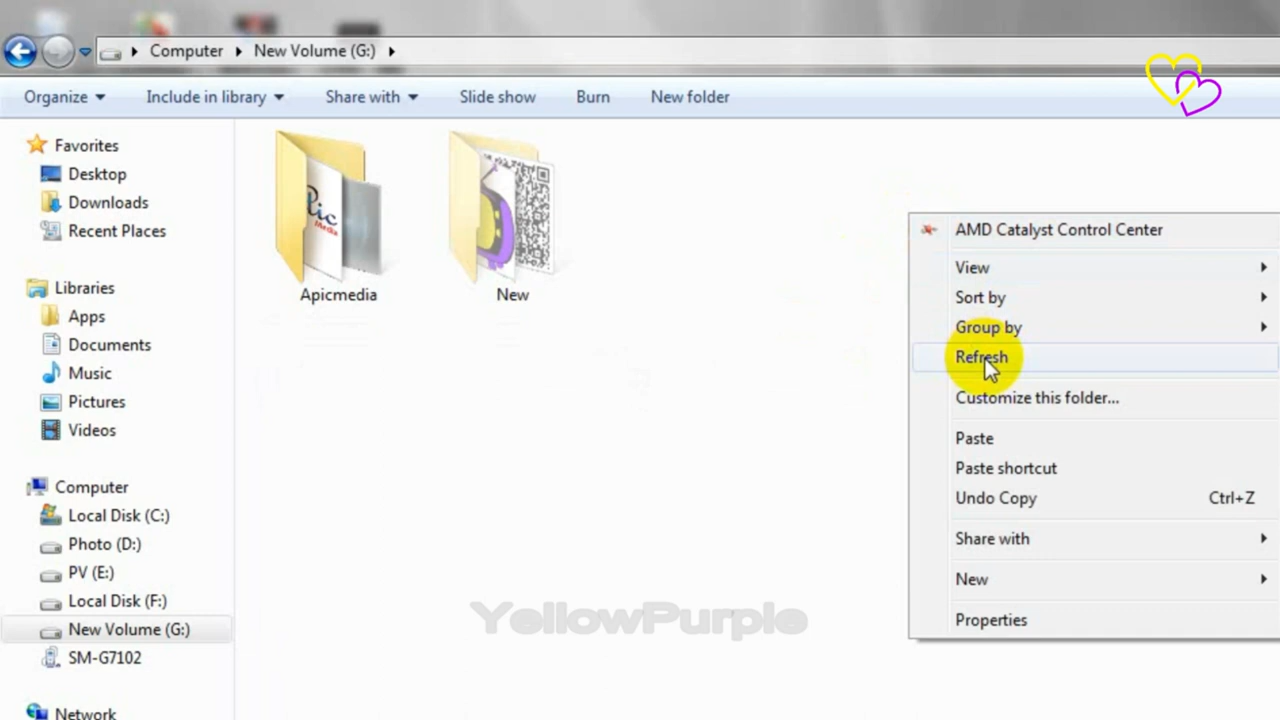 Computer New Volume (G:)
Organize Include in library Share with Slide show Burn New folder
Favorites
Desktop
Downloads
Recent Places
Libraries
Apps
Documents
Music
Pictures
Videos
Computer
Local Disk (C:)
Photo (D:)
PV (E:)
Local Disk (F:)
New Volume (G:)
SM-G7102
Network
Apicmedia
New
AMD Catalyst Control Center
View
Sort by
Group by
Refresh
Customize this folder...
Paste
Paste shortcut
Undo Copy Ctrl+Z
Share with
New
Properties
YellowPurple